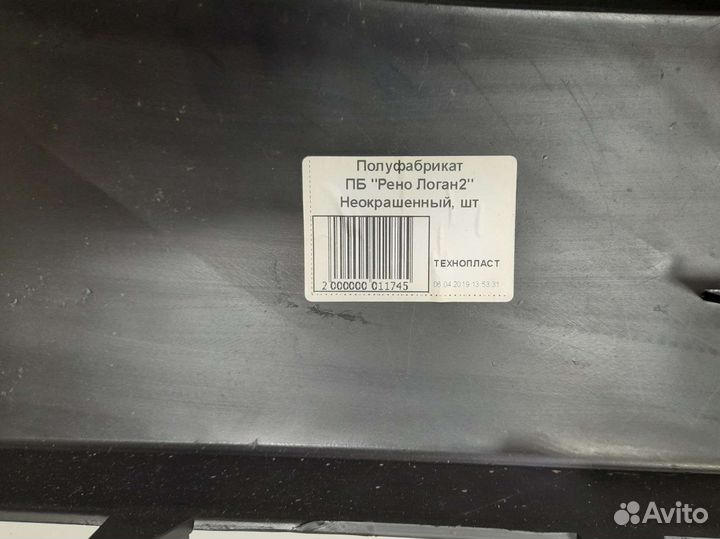 Полуфабрикат
ПБ "Рено Логан2"
Неокрашенный, шт
ТЕХНОПЛАСТ
2 000000 011745
06.04.2019 13:53:31
Avito